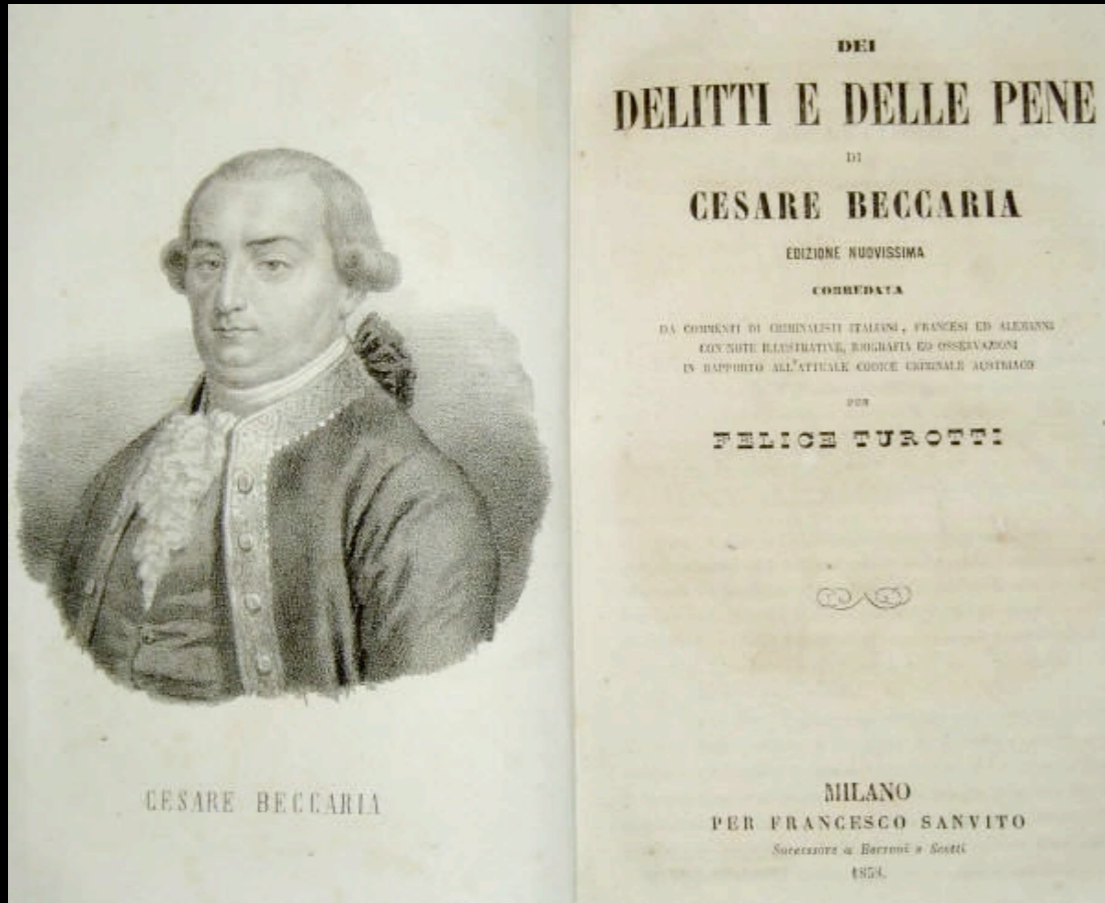 CESARE BECCARIA
DEI
DELITTI E DELLE PENE
DI
CESARE BECCARIA
EDIZIONE NUOVISSIMA
CORREDATA
DA COMMENTI DI CRIMINALISTI ITALIANI, FRANCESI ED ALEMANNI
CON NOTE ILLUSTRATIVE, BIOGRAFIA ED OSSERVAZIONI
IN RAPPORTO ALL'ATTUALE CODICE CRIMINALE AUSTRIACO
PER
FELICE TUROTTI
MILANO
PER FRANCESCO SANVITO
Successore a Borroni e Scotti